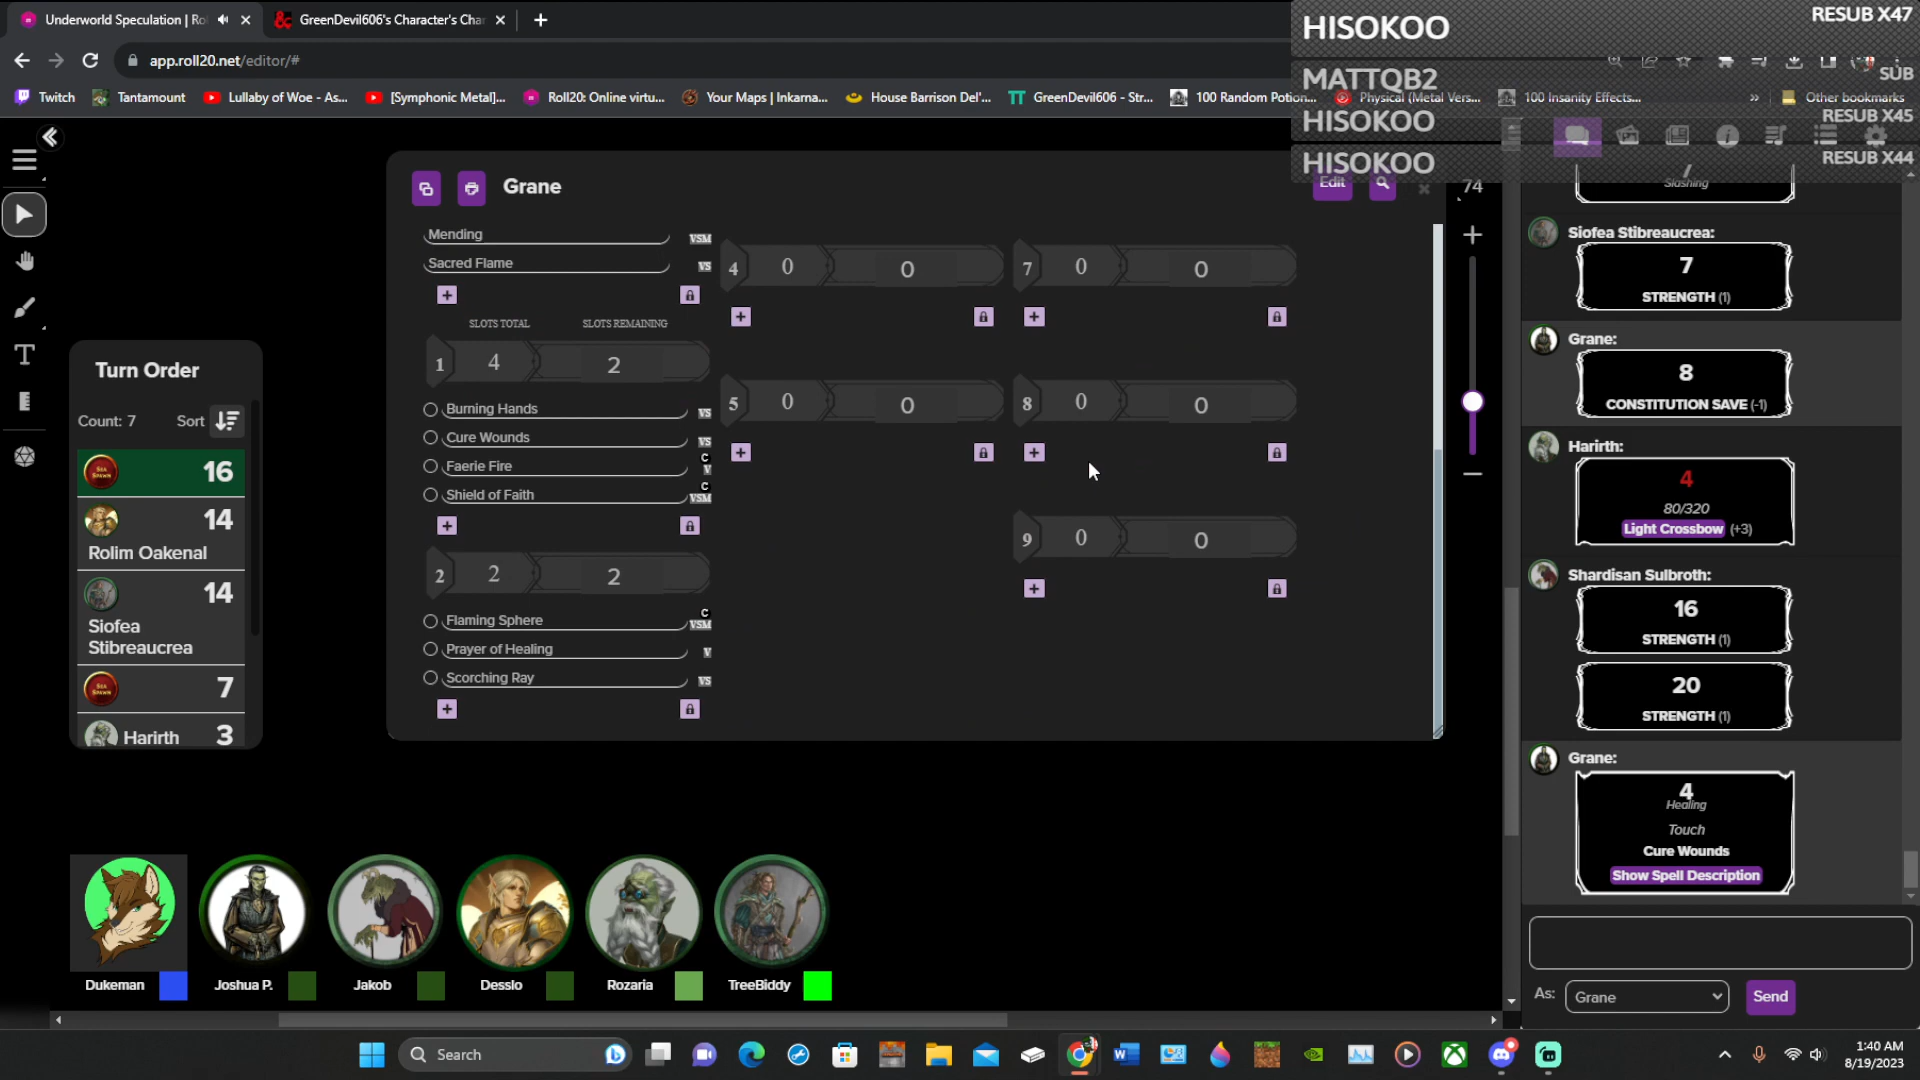 Underworld Speculation | Ro
GreenDevil606's Character's Char
HISOKOO
RESUB X47
app.roll20.net/editor/#
MATTQB2
SUB
Twitch
Tantamount
Lullaby of Woe - As...
[Symphonic Metal]...
Roll20: Online virtu...
Your Maps | Inkarna...
House Barrison Del'...
GreenDevil606 - Str...
100 Random Potion...
Physical (Metal Vers...
100 Insanity Effects...
»
Other bookmarks
HISOKOO
RESUB X45
HISOKOO
RESUB X44
Grane
Edit
74
Turn Order
Count: 7
Sort
16
14
Rolim Oakenal
14
Siofea
Stibreaucrea
7
Harirth
3
Mending
VSM
Sacred Flame
VS
SLOTS TOTAL
SLOTS REMAINING
1
4
2
Burning Hands
VS
Cure Wounds
VS
Faerie Fire
C
V
Shield of Faith
C
VSM
2
2
2
Flaming Sphere
C
VSM
Prayer of Healing
V
Scorching Ray
VS
4
0
0
5
0
0
7
0
0
8
0
0
9
0
0
Slashing
Siofea Stibreaucrea:
7
STRENGTH (1)
Grane:
8
CONSTITUTION SAVE (-1)
Harirth:
4
80/320
Light Crossbow (+3)
Shardisan Sulbroth:
16
STRENGTH (1)
20
STRENGTH (1)
Grane:
4
Healing
Touch
Cure Wounds
Show Spell Description
As:
Grane
Send
Dukeman
Joshua P.
Jakob
Desslo
Rozaria
TreeBiddy
Search
1:40 AM
8/19/2023